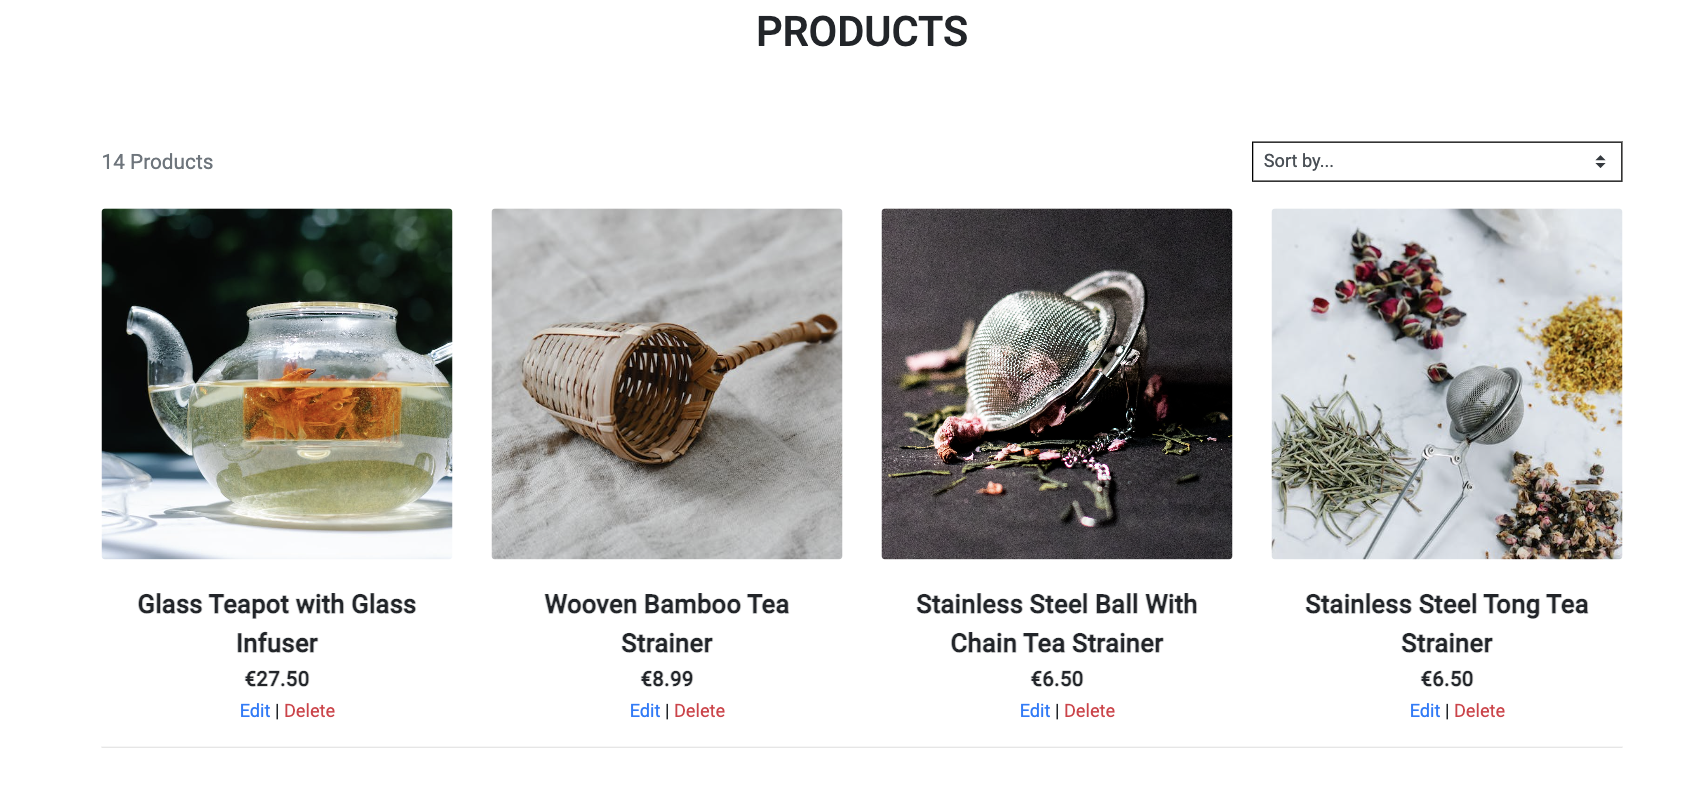 PRODUCTS
14 Products
Sort by...
Glass Teapot with Glass
Infuser
€27.50
Edit | Delete
Wooven Bamboo Tea
Strainer
€8.99
Edit | Delete
Stainless Steel Ball With
Chain Tea Strainer
€6.50
Edit | Delete
Stainless Steel Tong Tea
Strainer
€6.50
Edit | Delete